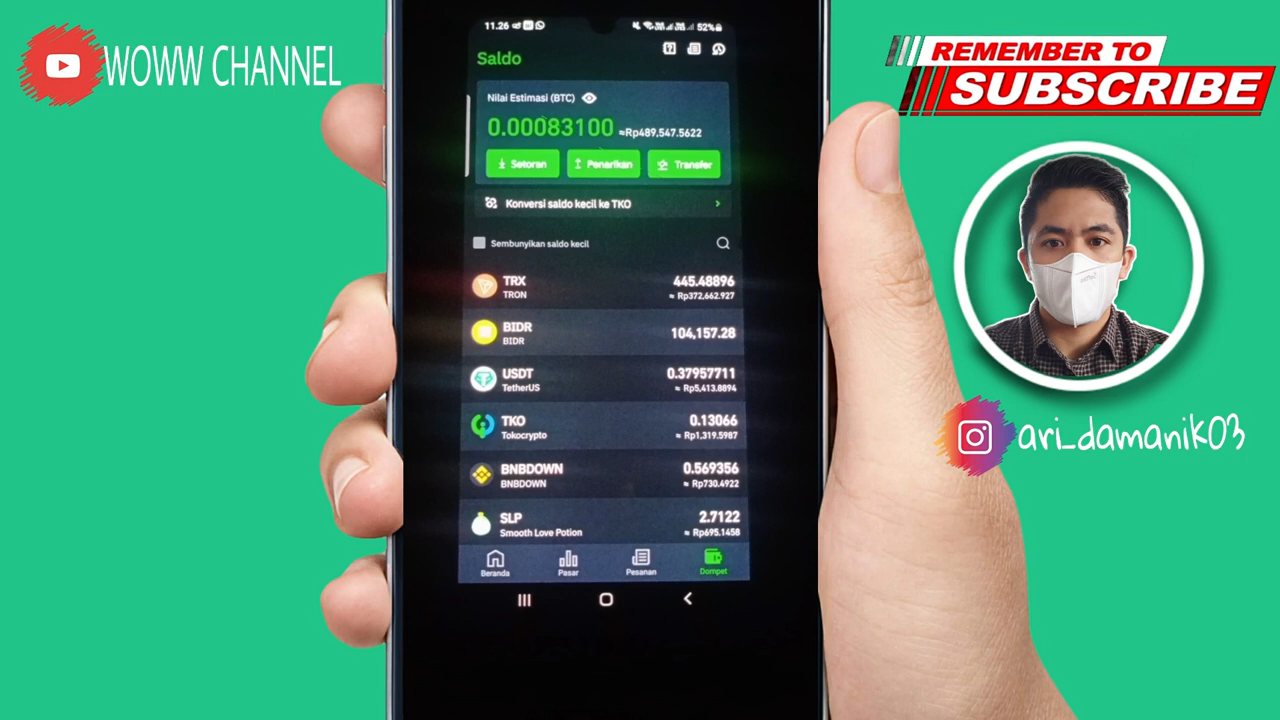 WOWW CHANNEL
REMEMBER TO
SUBSCRIBE
ari_damanik03
11.26
52%
Saldo
Nilai Estimasi (BTC)
0.00083100 ≈Rp489,547.5622
Setoran Penarikan Transfer
Konversi saldo kecil ke TKO
Sembunyikan saldo kecil
TRX 445.48896
TRON ≈ Rp372,662.927
BIDR 104,157.28
BIDR
USDT 0.37957711
TetherUS ≈ Rp5,413.8894
TKO 0.13066
Tokocrypto ≈ Rp1,319.5987
BNBDOWN 0.569356
BNBDOWN ≈ Rp730.4922
SLP 2.7122
Smooth Love Potion ≈ Rp695.1458
Beranda Pasar Pesanan Dompet